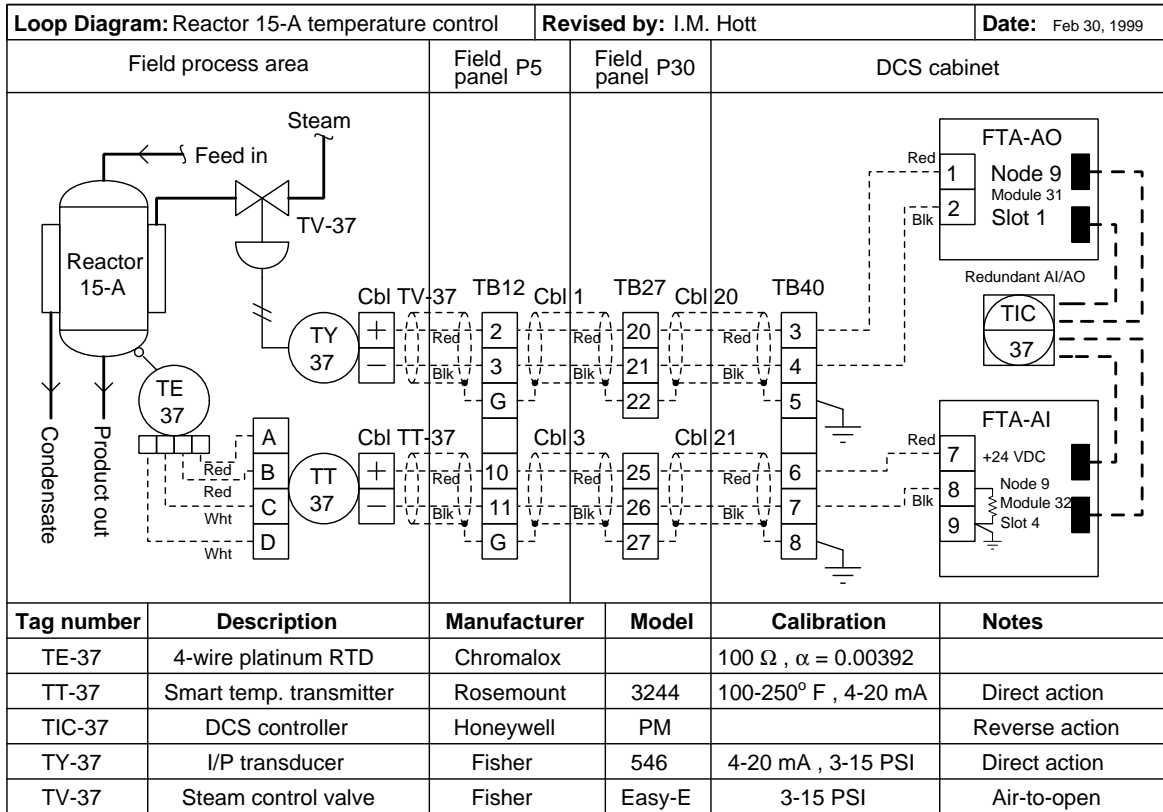 Loop Diagram: Reactor 15-A temperature control
Revised by: I.M. Hott
Date: Feb 30, 1999
Field process area
Field panel P5
Field panel P30
DCS cabinet
Steam
Feed in
TV-37
Reactor
15-A
TE
37
Condensate
Product out
TY
37
+
−
Cbl TV-37
Red
Blk
TB12
2
3
G
Cbl 1
Red
Blk
TB27
20
21
22
Cbl 20
Red
Blk
TB40
3
4
5
Red
Blk
1
2
FTA-AO
Node 9
Module 31
Slot 1
Redundant AI/AO
TIC
37
Red
Red
Wht
Wht
A
B
C
D
TT
37
+
−
Cbl TT-37
Red
Blk
10
11
G
Cbl 3
Red
Blk
25
26
27
Cbl 21
Red
Blk
6
7
8
Red
Blk
7
8
9
FTA-AI
+24 VDC
Node 9
Module 32
Slot 4
Tag number Description Manufacturer Model Calibration Notes
TE-37 4-wire platinum RTD Chromalox 100 Ω , α = 0.00392
TT-37 Smart temp. transmitter Rosemount 3244 100-250° F , 4-20 mA Direct action
TIC-37 DCS controller Honeywell PM Reverse action
TY-37 I/P transducer Fisher 546 4-20 mA , 3-15 PSI Direct action
TV-37 Steam control valve Fisher Easy-E 3-15 PSI Air-to-open